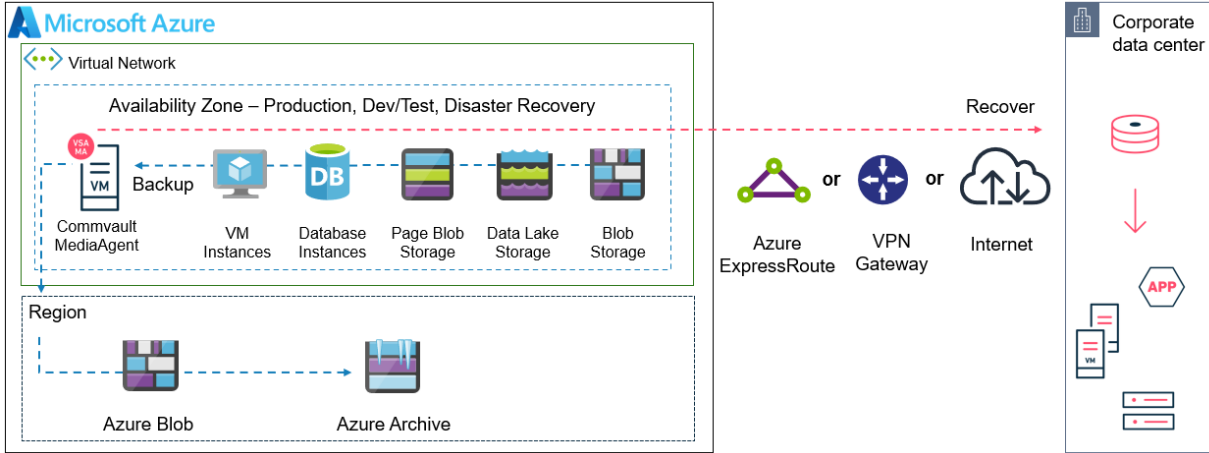 Microsoft Azure
Virtual Network
Availability Zone – Production, Dev/Test, Disaster Recovery
VSA
MA
VM
Backup
DB
Commvault
MediaAgent
VM
Instances
Database
Instances
Page Blob
Storage
Data Lake
Storage
Blob
Storage
Region
Azure Blob
Azure Archive
Recover
or
or
Azure
ExpressRoute
VPN
Gateway
Internet
Corporate
data center
APP
VM